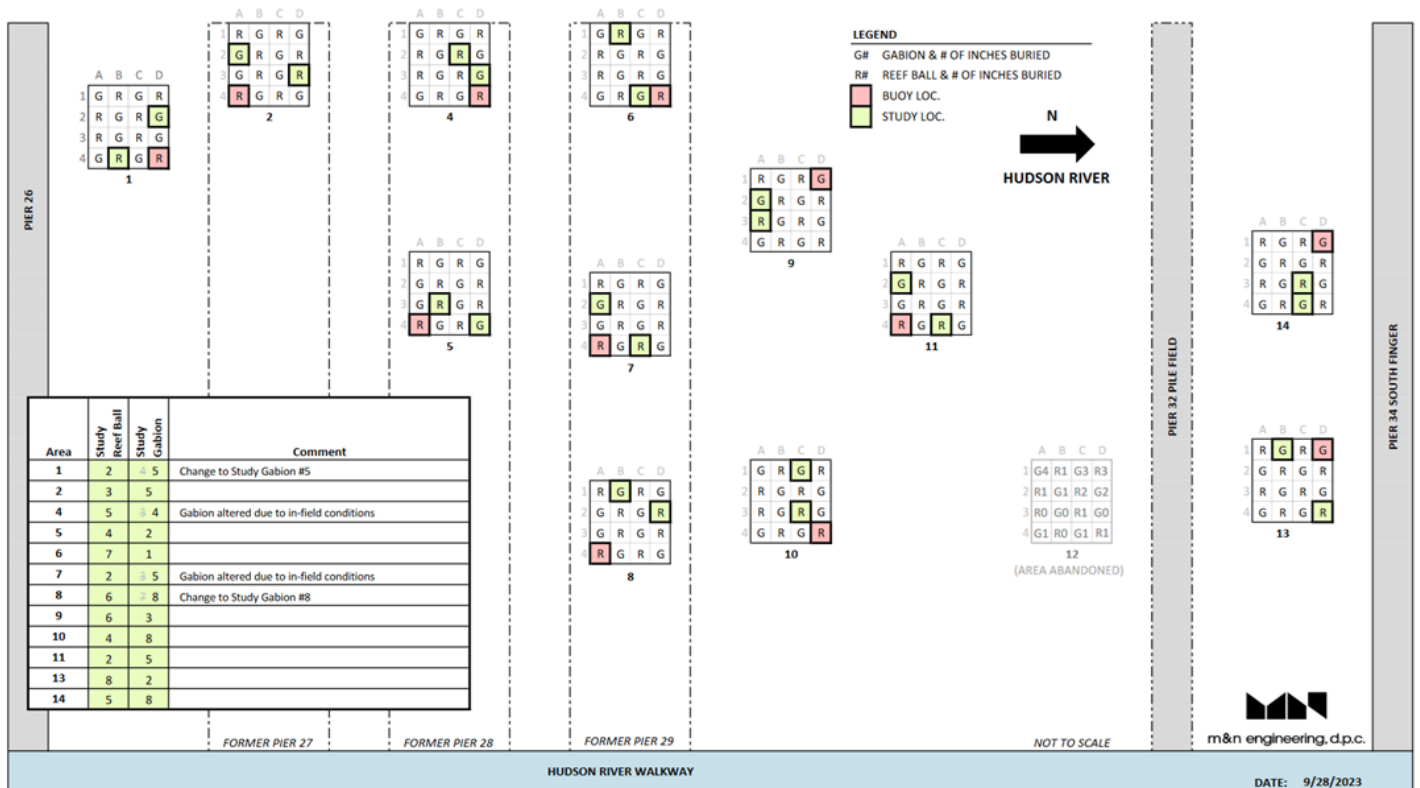 PIER 26
A B C D
1 G R G R
2 R G R G
3 R G R G
4 G R G R
1
A B C D
1 R G R G
2 G R G R
3 G R G R
4 R G R G
2
A B C D
1 G R G R
2 R G R G
3 R G R G
4 G R G R
4
A B C D
1 G R G R
2 R G R G
3 R G R G
4 G R G R
6
LEGEND
G# GABION & # OF INCHES BURIED
R# REEF BALL & # OF INCHES BURIED
BUOY LOC.
STUDY LOC.
N
HUDSON RIVER
A B C D
1 R G R G
2 G R G R
3 G R G R
4 R G R G
5
A B C D
1 R G R G
2 G R G R
3 G R G R
4 R G R G
7
A B C D
1 R G R G
2 G R G R
3 R G R G
4 G R G R
9
A B C D
1 R G R G
2 G R G R
3 G R G R
4 R G R G
11
A B C D
1 R G R G
2 G R G R
3 R G R G
4 G R G R
14
A B C D
1 R G R G
2 G R G R
3 G R G R
4 R G R G
8
A B C D
1 G R G R
2 R G R G
3 R G R G
4 G R G R
10
A B C D
1 G4 R1 G3 R3
2 R1 G1 R2 G2
3 R0 G0 R1 G0
4 G1 R0 G1 R1
12
(AREA ABANDONED)
A B C D
1 R G R G
2 G R G R
3 R G R G
4 G R G R
13
PIER 32 PILE FIELD
PIER 34 SOUTH FINGER
Area Study Reef Ball Study Gabion Comment
1 2 4 5 Change to Study Gabion #5
2 3 5
4 5 3 4 Gabion altered due to in-field conditions
5 4 2
6 7 1
7 2 3 5 Gabion altered due to in-field conditions
8 6 7 8 Change to Study Gabion #8
9 6 3
10 4 8
11 2 5
13 8 2
14 5 8
FORMER PIER 27
FORMER PIER 28
FORMER PIER 29
NOT TO SCALE
m&n engineering, d.p.c.
HUDSON RIVER WALKWAY
DATE: 9/28/2023